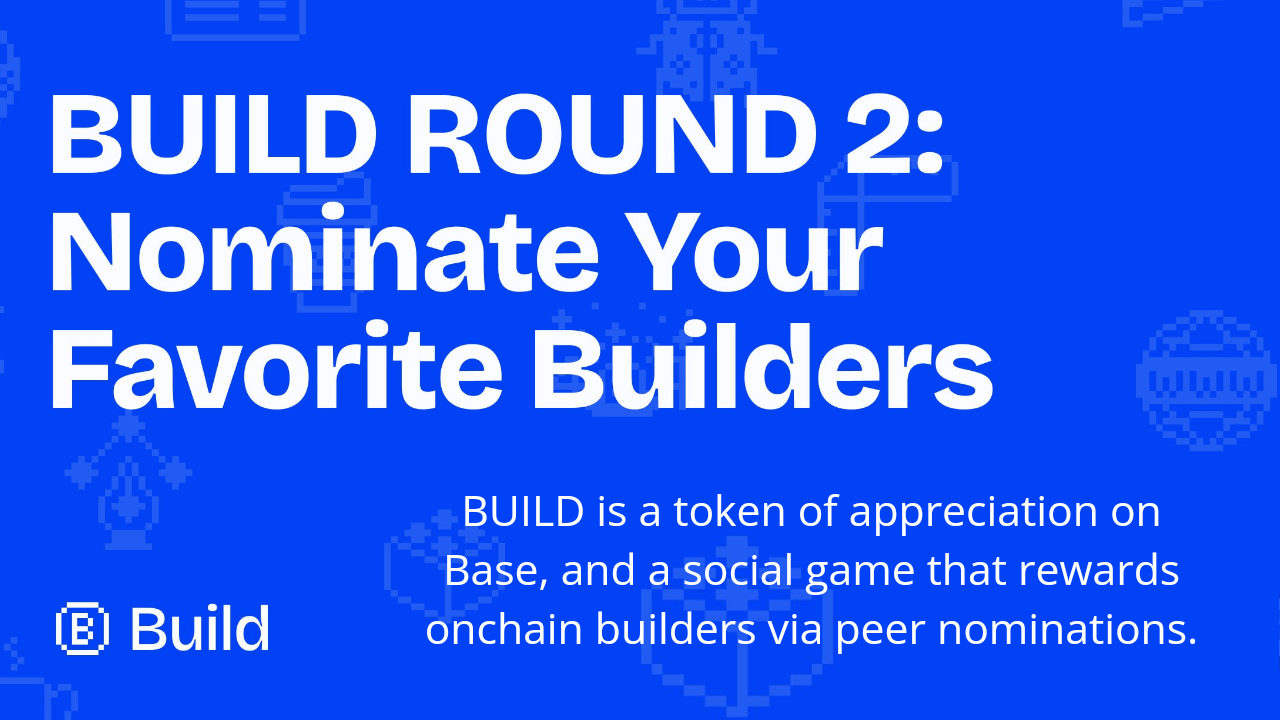 BUILD ROUND 2:
Nominate Your
Favorite Builders
BUILD is a token of appreciation on
Base, and a social game that rewards
onchain builders via peer nominations.
B Build